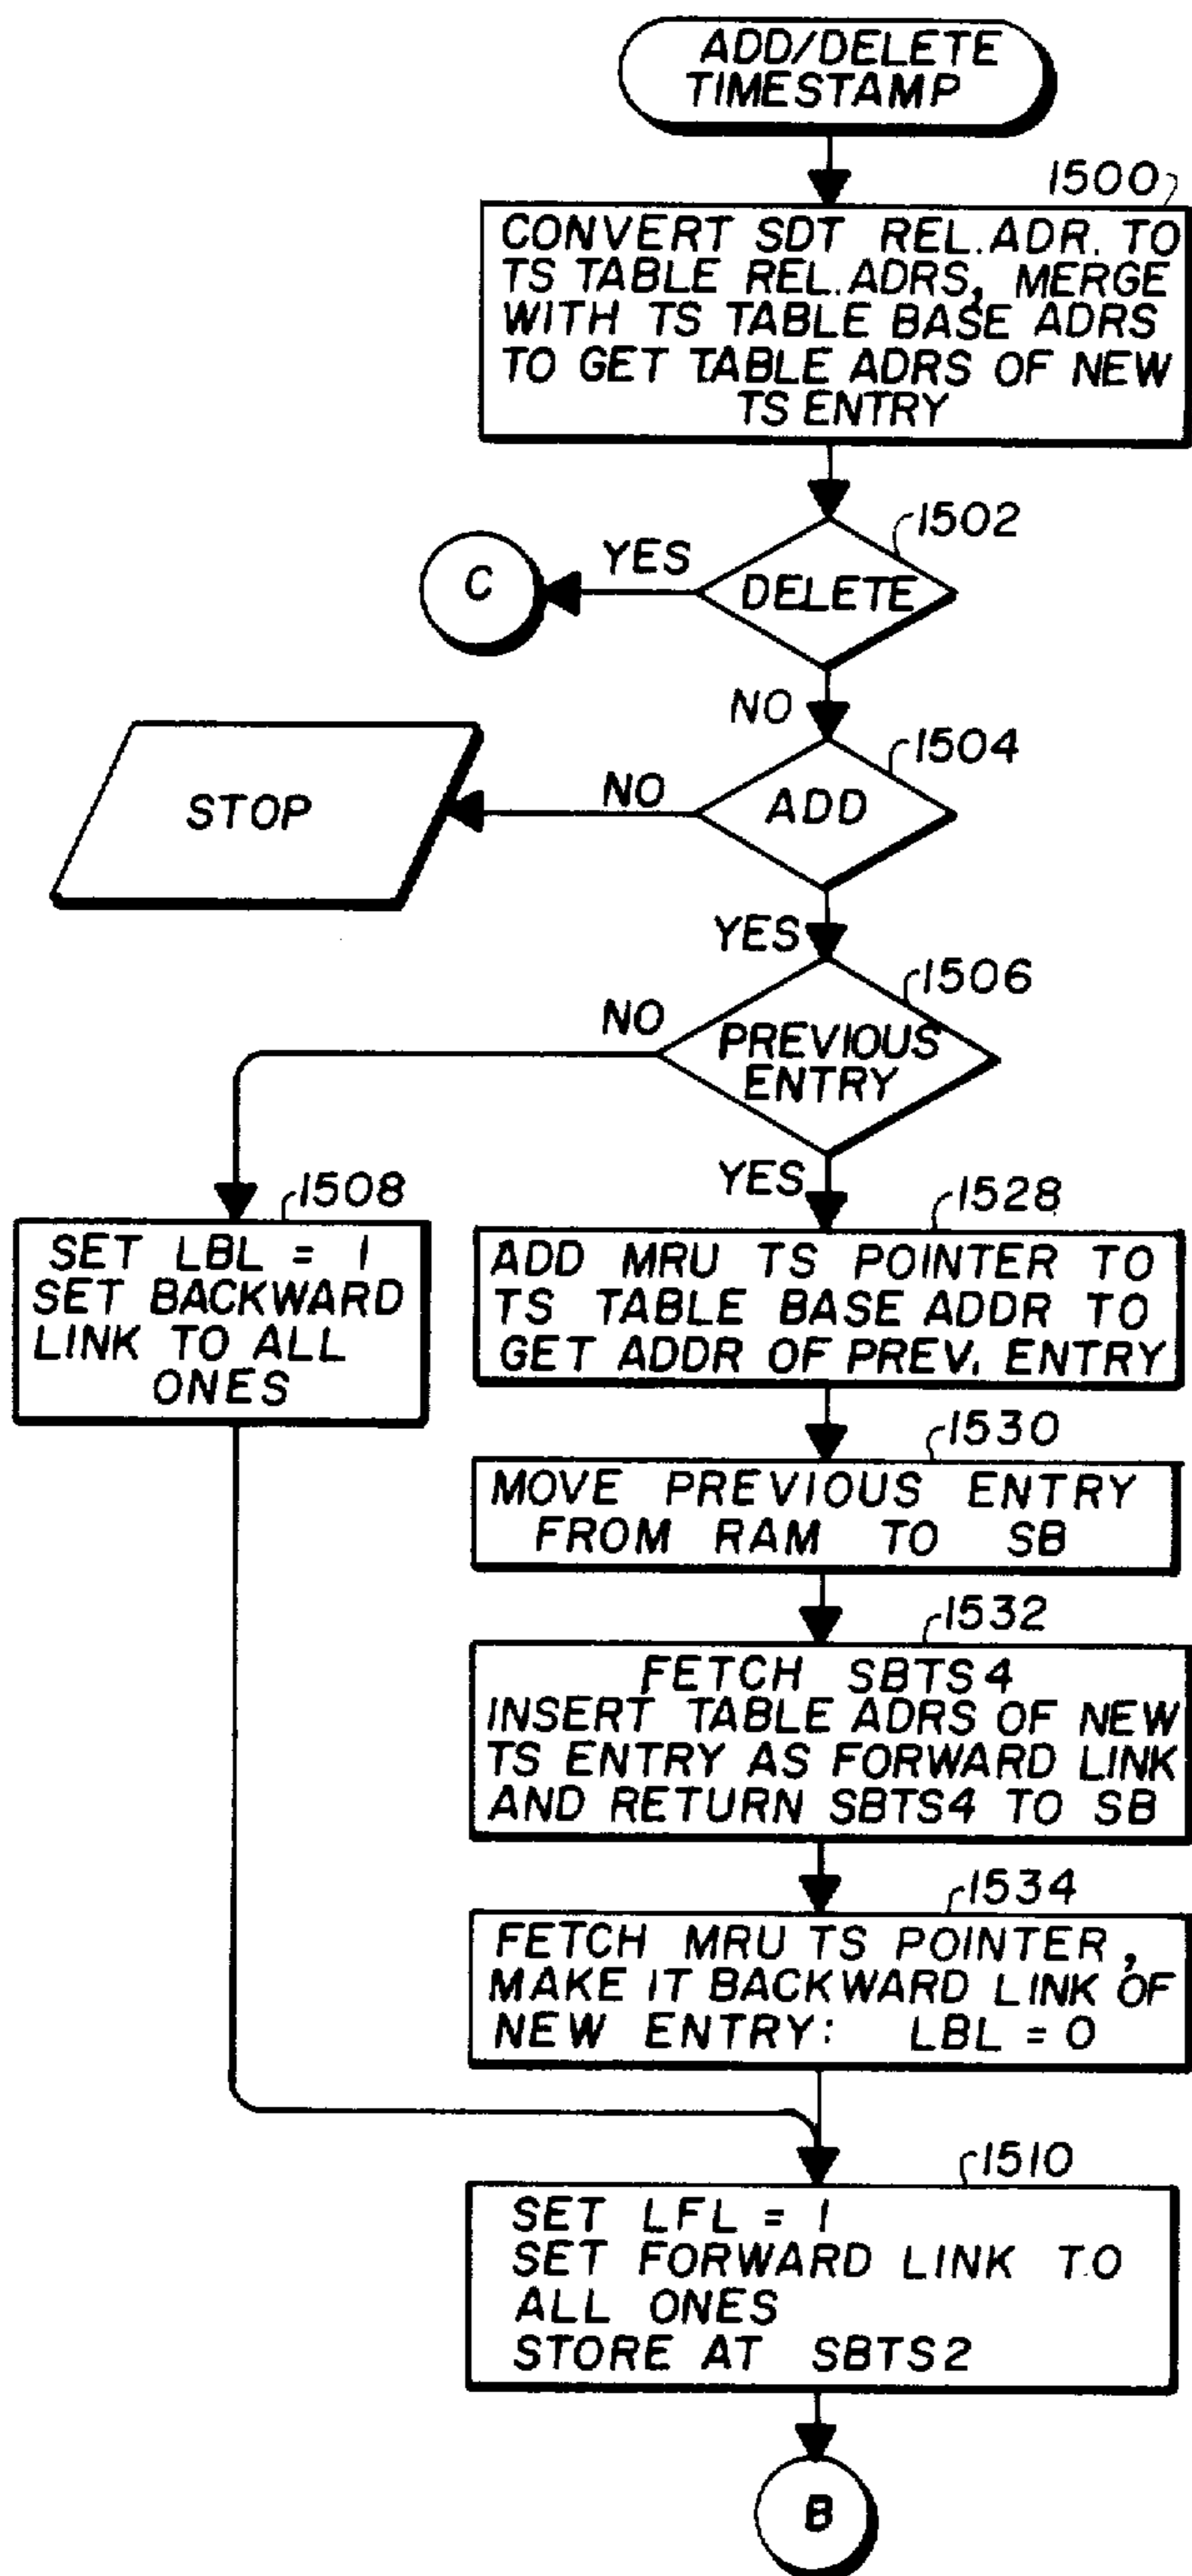 ADD/DELETE
TIMESTAMP
1500
CONVERT SDT REL.ADR. TO
TS TABLE REL.ADRS, MERGE
WITH TS TABLE BASE ADRS
TO GET TABLE ADRS OF NEW
TS ENTRY
1502
DELETE
YES
C
NO
1504
ADD
NO
STOP
YES
1506
PREVIOUS
ENTRY
NO
YES
1508
SET LBL = 1
SET BACKWARD
LINK TO ALL
ONES
1528
ADD MRU TS POINTER TO
TS TABLE BASE ADDR TO
GET ADDR OF PREV. ENTRY
1530
MOVE PREVIOUS ENTRY
FROM RAM TO SB
1532
FETCH SBTS4
INSERT TABLE ADRS OF NEW
TS ENTRY AS FORWARD LINK
AND RETURN SBTS4 TO SB
1534
FETCH MRU TS POINTER,
MAKE IT BACKWARD LINK OF
NEW ENTRY: LBL = 0
1510
SET LFL = 1
SET FORWARD LINK TO
ALL ONES
STORE AT SBTS2
B